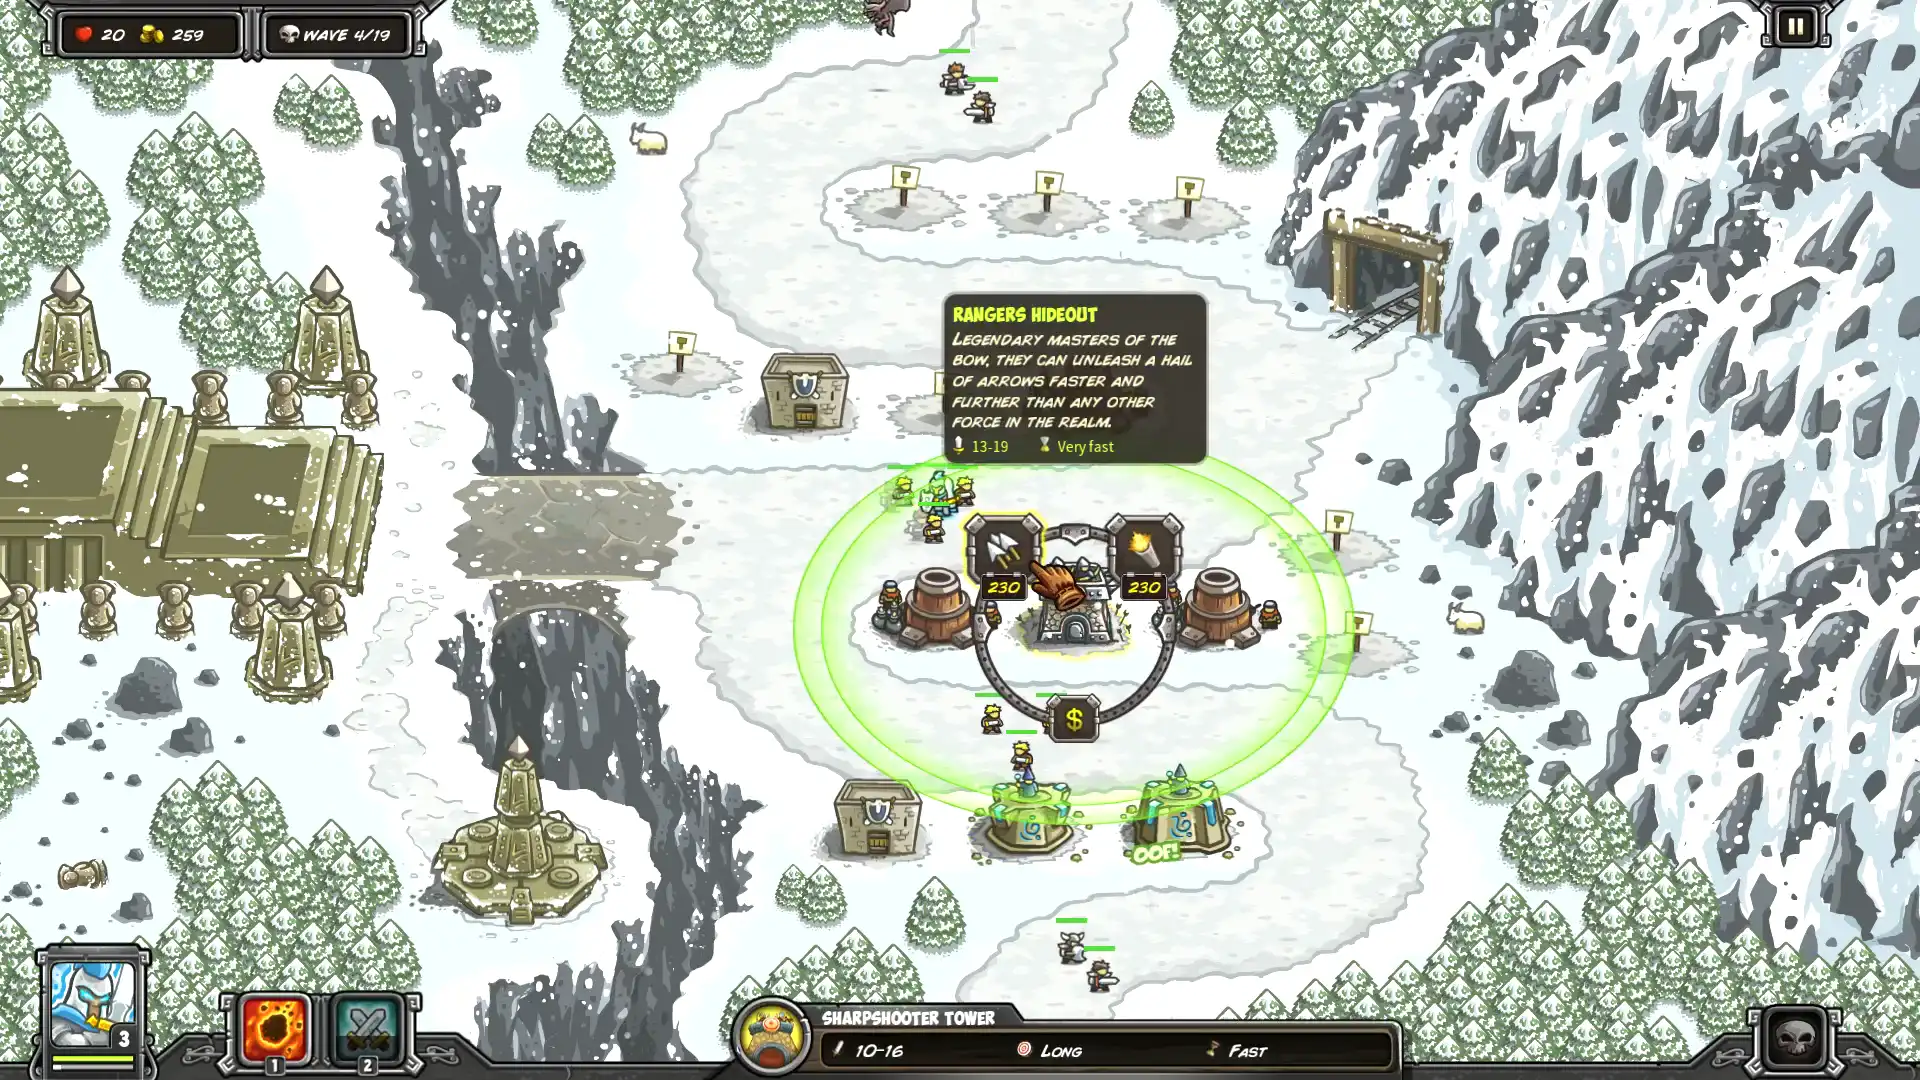 20 259 WAVE 4/19
RANGERS HIDEOUT
LEGENDARY MASTERS OF THE
BOW, THEY CAN UNLEASH A HAIL
OF ARROWS FASTER AND
FURTHER THAN ANY OTHER
FORCE IN THE REALM.
13-19 Very fast
230 230
$
OOF!
3
1 2
SHARPSHOOTER TOWER
10-16 LONG FAST